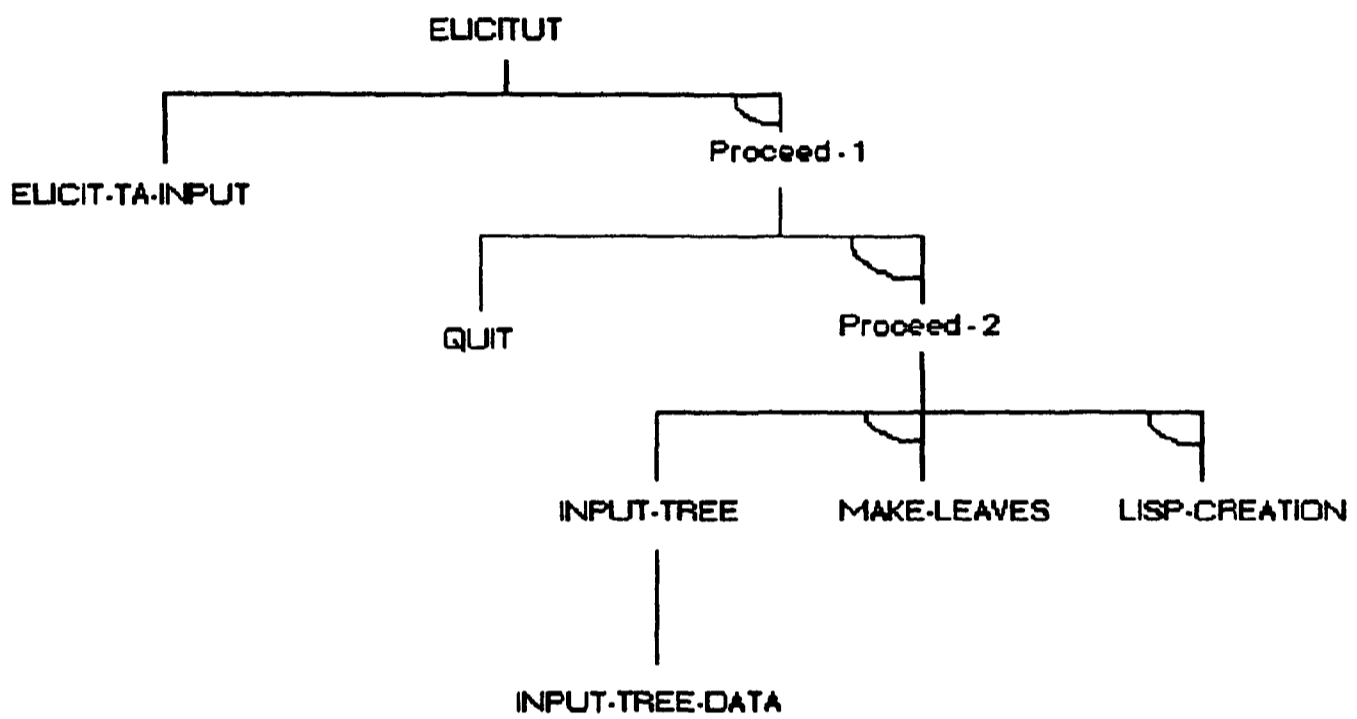 ELICITUT
Proceed - 1
ELICIT-TA-INPUT
Proceed - 2
QUIT
INPUT-TREE MAKE-LEAVES LISP-CREATION
INPUT-TREE-DATA